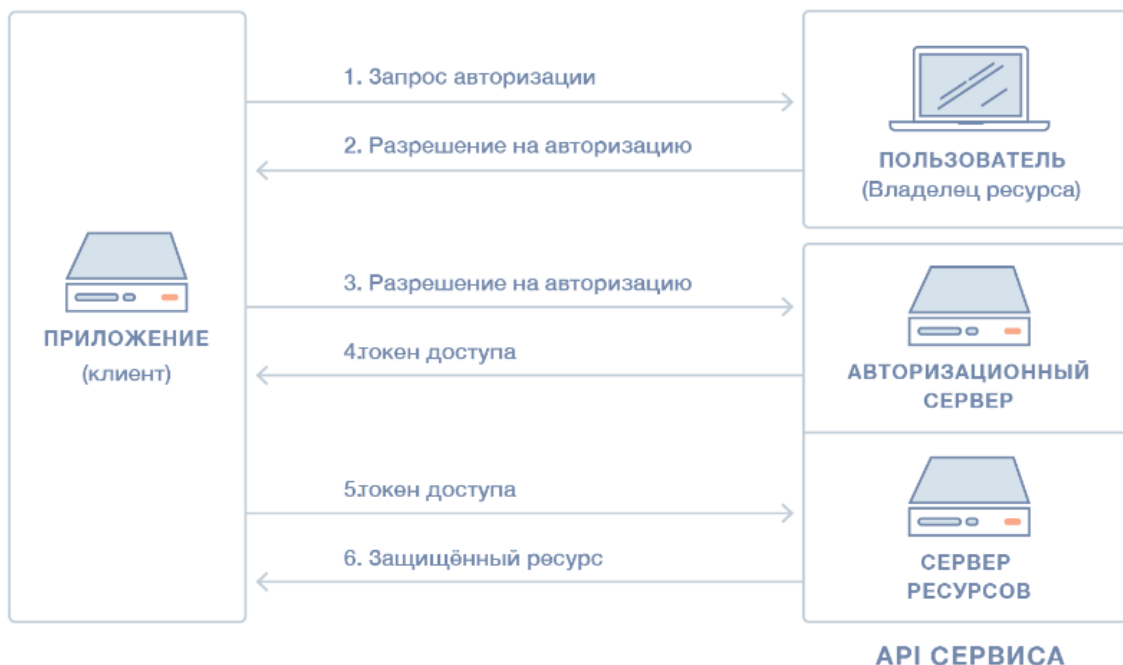 1. Запрос авторизации
2. Разрешение на авторизацию
ПОЛЬЗОВАТЕЛЬ
(Владелец ресурса)
3. Разрешение на авторизацию
ПРИЛОЖЕНИЕ
(клиент)
4.токен доступа
АВТОРИЗАЦИОННЫЙ
СЕРВЕР
5.токен доступа
6. Защищённый ресурс
СЕРВЕР
РЕСУРСОВ
API СЕРВИСА